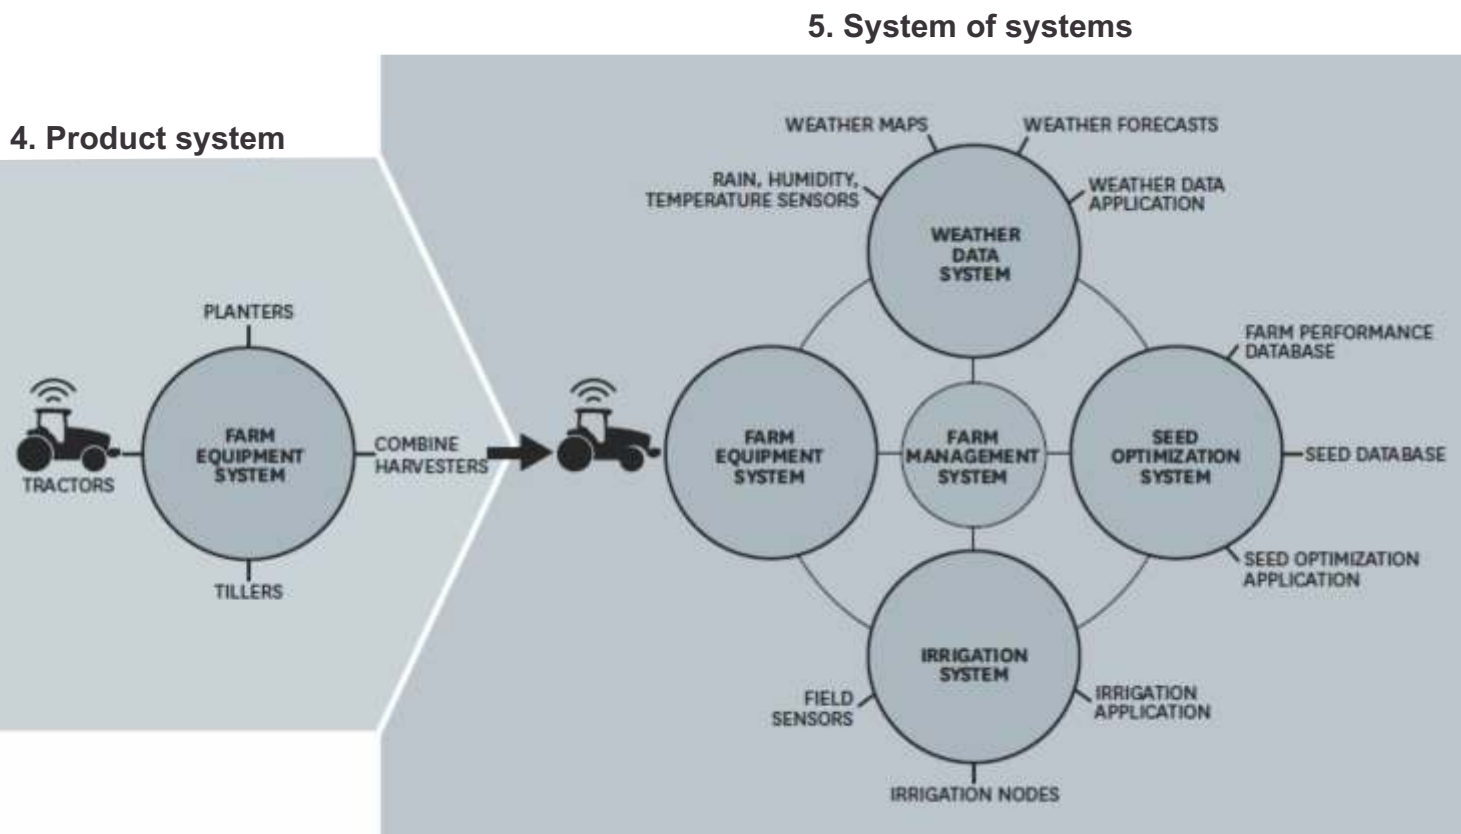 5. System of systems
4. Product system
PLANTERS
TRACTORS
FARM
EQUIPMENT
SYSTEM
COMBINE
HARVESTERS
TILLERS
WEATHER MAPS
WEATHER FORECASTS
RAIN, HUMIDITY,
TEMPERATURE SENSORS
WEATHER DATA
APPLICATION
WEATHER
DATA
SYSTEM
FARM
EQUIPMENT
SYSTEM
FARM
MANAGEMENT
SYSTEM
SEED
OPTIMIZATION
SYSTEM
FARM PERFORMANCE
DATABASE
SEED DATABASE
SEED OPTIMIZATION
APPLICATION
IRRIGATION
SYSTEM
FIELD
SENSORS
IRRIGATION
APPLICATION
IRRIGATION NODES